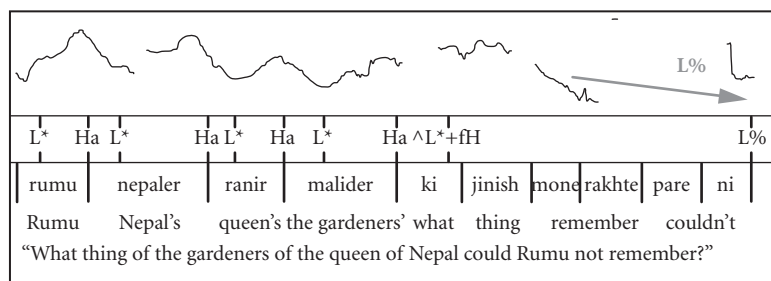 L%
L* Ha L* Ha L* Ha L* Ha ^L*+fH L%
rumu nepaler ranir malider ki jinish mone rakhte pare ni
Rumu Nepal's queen's the gardeners' what thing remember couldn't
“What thing of the gardeners of the queen of Nepal could Rumu not remember?”